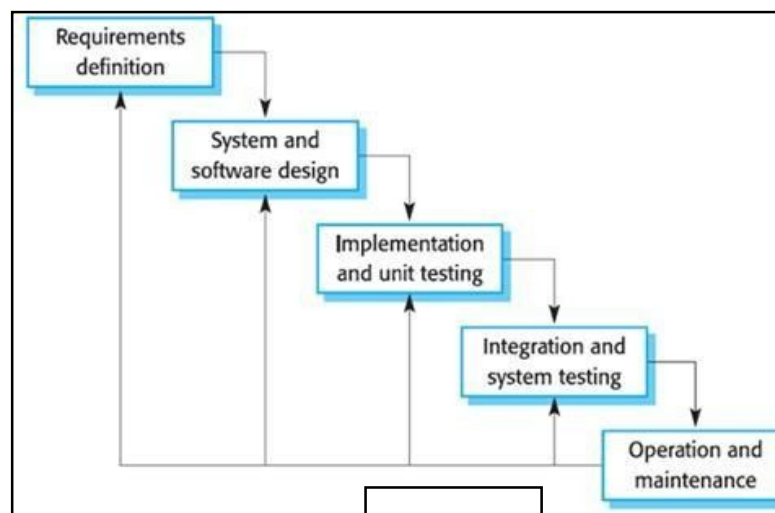 Requirements
definition
System and
software design
Implementation
and unit testing
Integration and
system testing
Operation and
maintenance